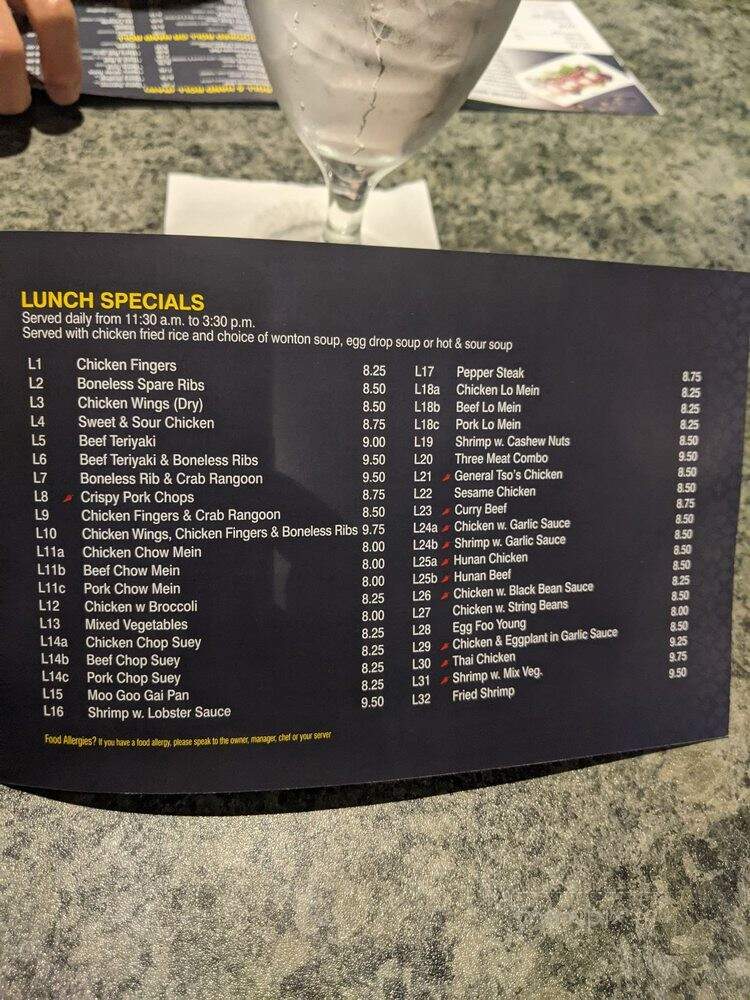 LUNCH SPECIALS
Served daily from 11:30 a.m. to 3:30 p.m.
Served with chicken fried rice and choice of wonton soup, egg drop soup or hot & sour soup
L1 Chicken Fingers 8.25
L2 Boneless Spare Ribs 8.50
L3 Chicken Wings (Dry) 8.50
L4 Sweet & Sour Chicken 8.75
L5 Beef Teriyaki 9.00
L6 Beef Teriyaki & Boneless Ribs 9.50
L7 Boneless Rib & Crab Rangoon 9.50
L8 Crispy Pork Chops 8.75
L9 Chicken Fingers & Crab Rangoon 8.50
L10 Chicken Wings, Chicken Fingers & Boneless Ribs 9.75
L11a Chicken Chow Mein 8.00
L11b Beef Chow Mein 8.00
L11c Pork Chow Mein 8.00
L12 Chicken w Broccoli 8.25
L13 Mixed Vegetables 8.00
L14a Chicken Chop Suey 8.25
L14b Beef Chop Suey 8.25
L14c Pork Chop Suey 8.25
L15 Moo Goo Gai Pan 8.25
L16 Shrimp w. Lobster Sauce 9.50
L17 Pepper Steak 8.75
L18a Chicken Lo Mein 8.25
L18b Beef Lo Mein 8.25
L18c Pork Lo Mein 8.25
L19 Shrimp w. Cashew Nuts 8.50
L20 Three Meat Combo 9.50
L21 General Tso's Chicken 8.50
L22 Sesame Chicken 8.50
L23 Curry Beef 8.75
L24a Chicken w. Garlic Sauce 8.50
L24b Shrimp w. Garlic Sauce 8.50
L25a Hunan Chicken 8.50
L25b Hunan Beef 8.50
L26 Chicken w. Black Bean Sauce 8.25
L27 Chicken w. String Beans 8.50
L28 Egg Foo Young 8.00
L29 Chicken & Eggplant in Garlic Sauce 8.50
L30 Thai Chicken 9.25
L31 Shrimp w. Mix Veg. 9.75
L32 Fried Shrimp 9.50
Food Allergies? If you have a food allergy, please speak to the owner, manager, chef or your server